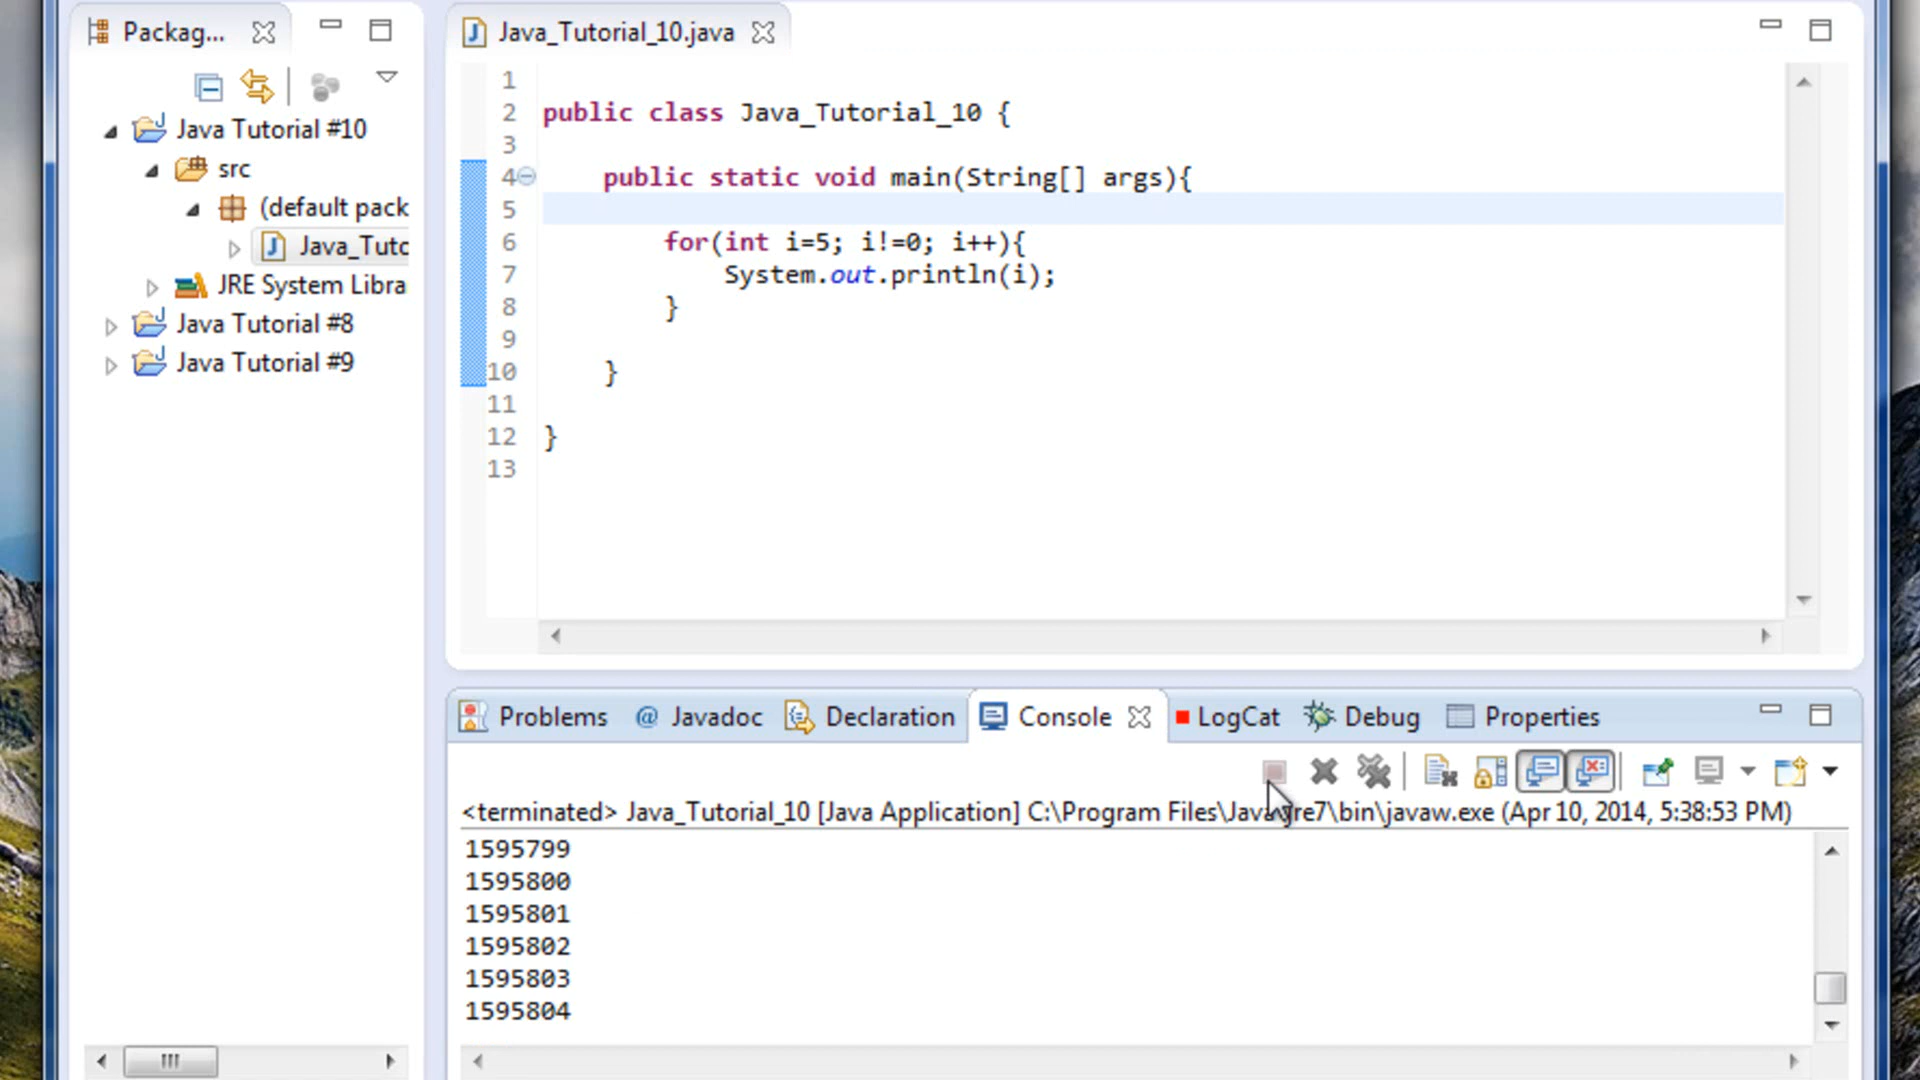 Packag...
Java Tutorial #10
src
(default pack
Java_Tuto
JRE System Libra
Java Tutorial #8
Java Tutorial #9
Java_Tutorial_10.java
1
2 public class Java_Tutorial_10 {
3
4 public static void main(String[] args){
5
6 for(int i=5; i!=0; i++){
7 System.out.println(i);
8 }
9
10 }
11
12 }
13
Problems @ Javadoc Declaration Console LogCat Debug Properties
<terminated> Java_Tutorial_10 [Java Application] C:\Program Files\Java\jre7\bin\javaw.exe (Apr 10, 2014, 5:38:53 PM)
1595799
1595800
1595801
1595802
1595803
1595804